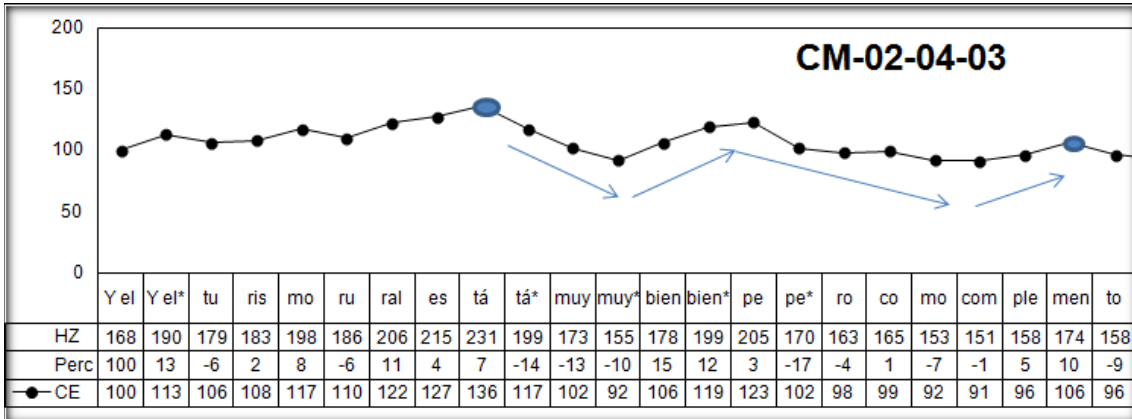 200
CM-02-04-03
150
100
50
0
Y el Y el* tu ris mo ru ral es tá tá* muy muy* bien bien* pe pe* ro co mo com ple men to
HZ 168 190 179 183 198 186 206 215 231 199 173 155 178 199 205 170 163 165 153 151 158 174 158
Perc 100 13 -6 2 8 -6 11 4 7 -14 -13 -10 15 12 3 -17 -4 1 -7 -1 5 10 -9
CE 100 113 106 108 117 110 122 127 136 117 102 92 106 119 123 102 98 99 92 91 96 106 96